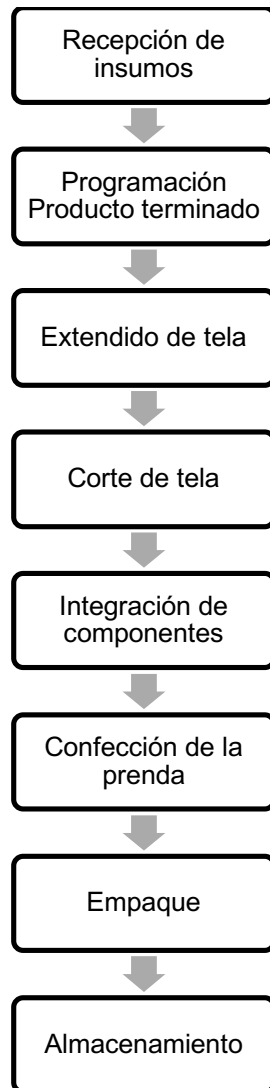 Recepción de
insumos
Programación
Producto terminado
Extendido de tela
Corte de tela
Integración de
componentes
Confección de la
prenda
Empaque
Almacenamiento